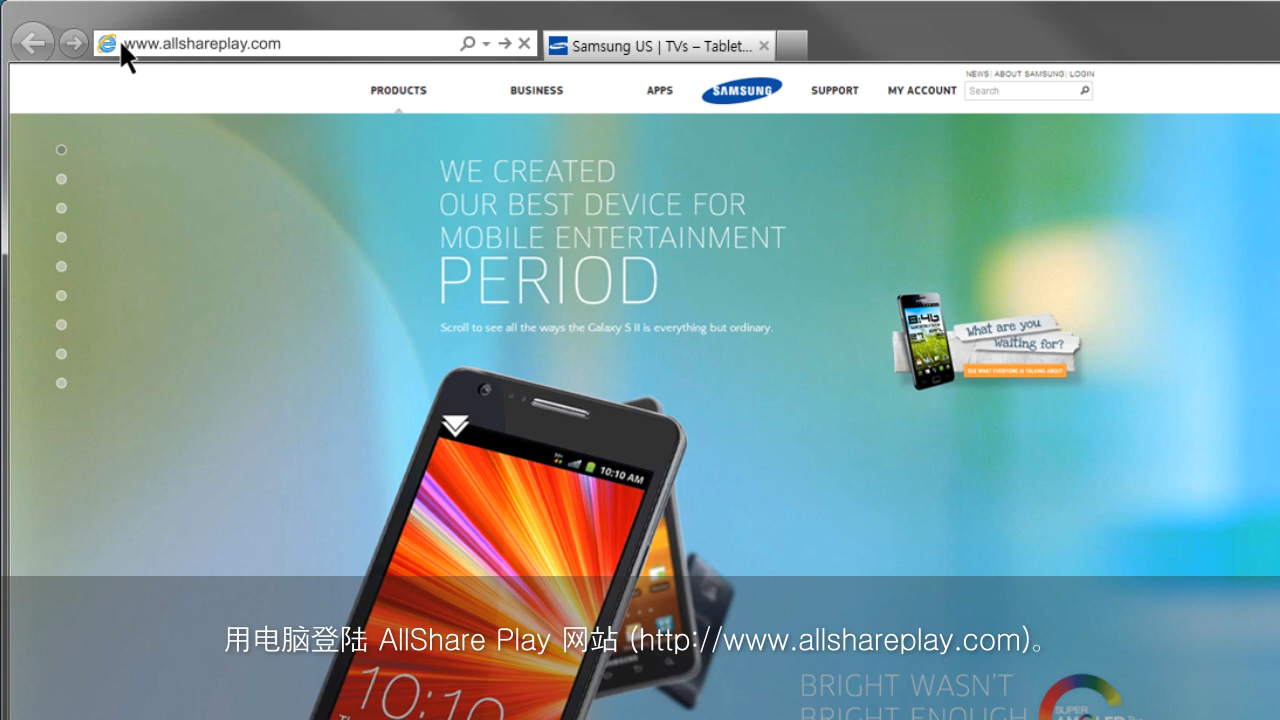 www.allshareplay.com
Samsung US | TVs – Tablet...
NEWS | ABOUT SAMSUNG | LOGIN
PRODUCTS
BUSINESS
APPS
SAMSUNG
SUPPORT
MY ACCOUNT
Search
WE CREATED
OUR BEST DEVICE FOR
MOBILE ENTERTAINMENT
PERIOD
Scroll to see all the ways the Galaxy S II is everything but ordinary.
8:46
What are you
waiting for?
SEE WHAT EVERYONE IS TALKING ABOUT
10:10 AM
用电脑登陆 AllShare Play 网站 (http://www.allshareplay.com)。
10:10
BRIGHT WASN'T
BRIGHT ENOUGH
SUPER
AMOLED